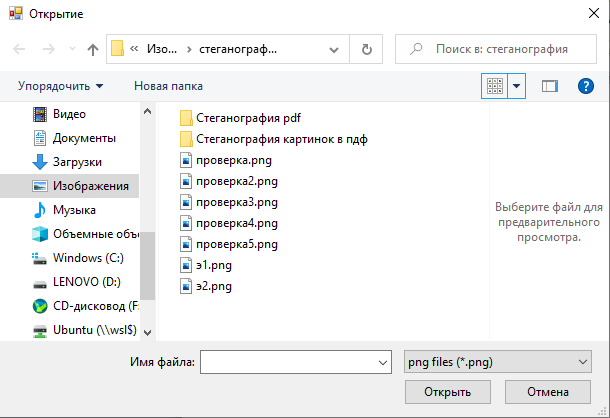 Открытие
« Изо... › стеганограф...
Поиск в: стеганография
Упорядочить
Новая папка
Видео
Документы
Загрузки
Изображения
Музыка
Объемные объе
Windows (C:)
LENOVO (D:)
CD-дисковод (F:
Ubuntu (\\wsl$)
Стеганография pdf
Стеганография картинок в пдф
проверка.png
проверка2.png
проверка3.png
проверка4.png
проверка5.png
э1.png
э2.png
Выберите файл для
предварительного
просмотра.
Имя файла:
png files (*.png)
Открыть
Отмена